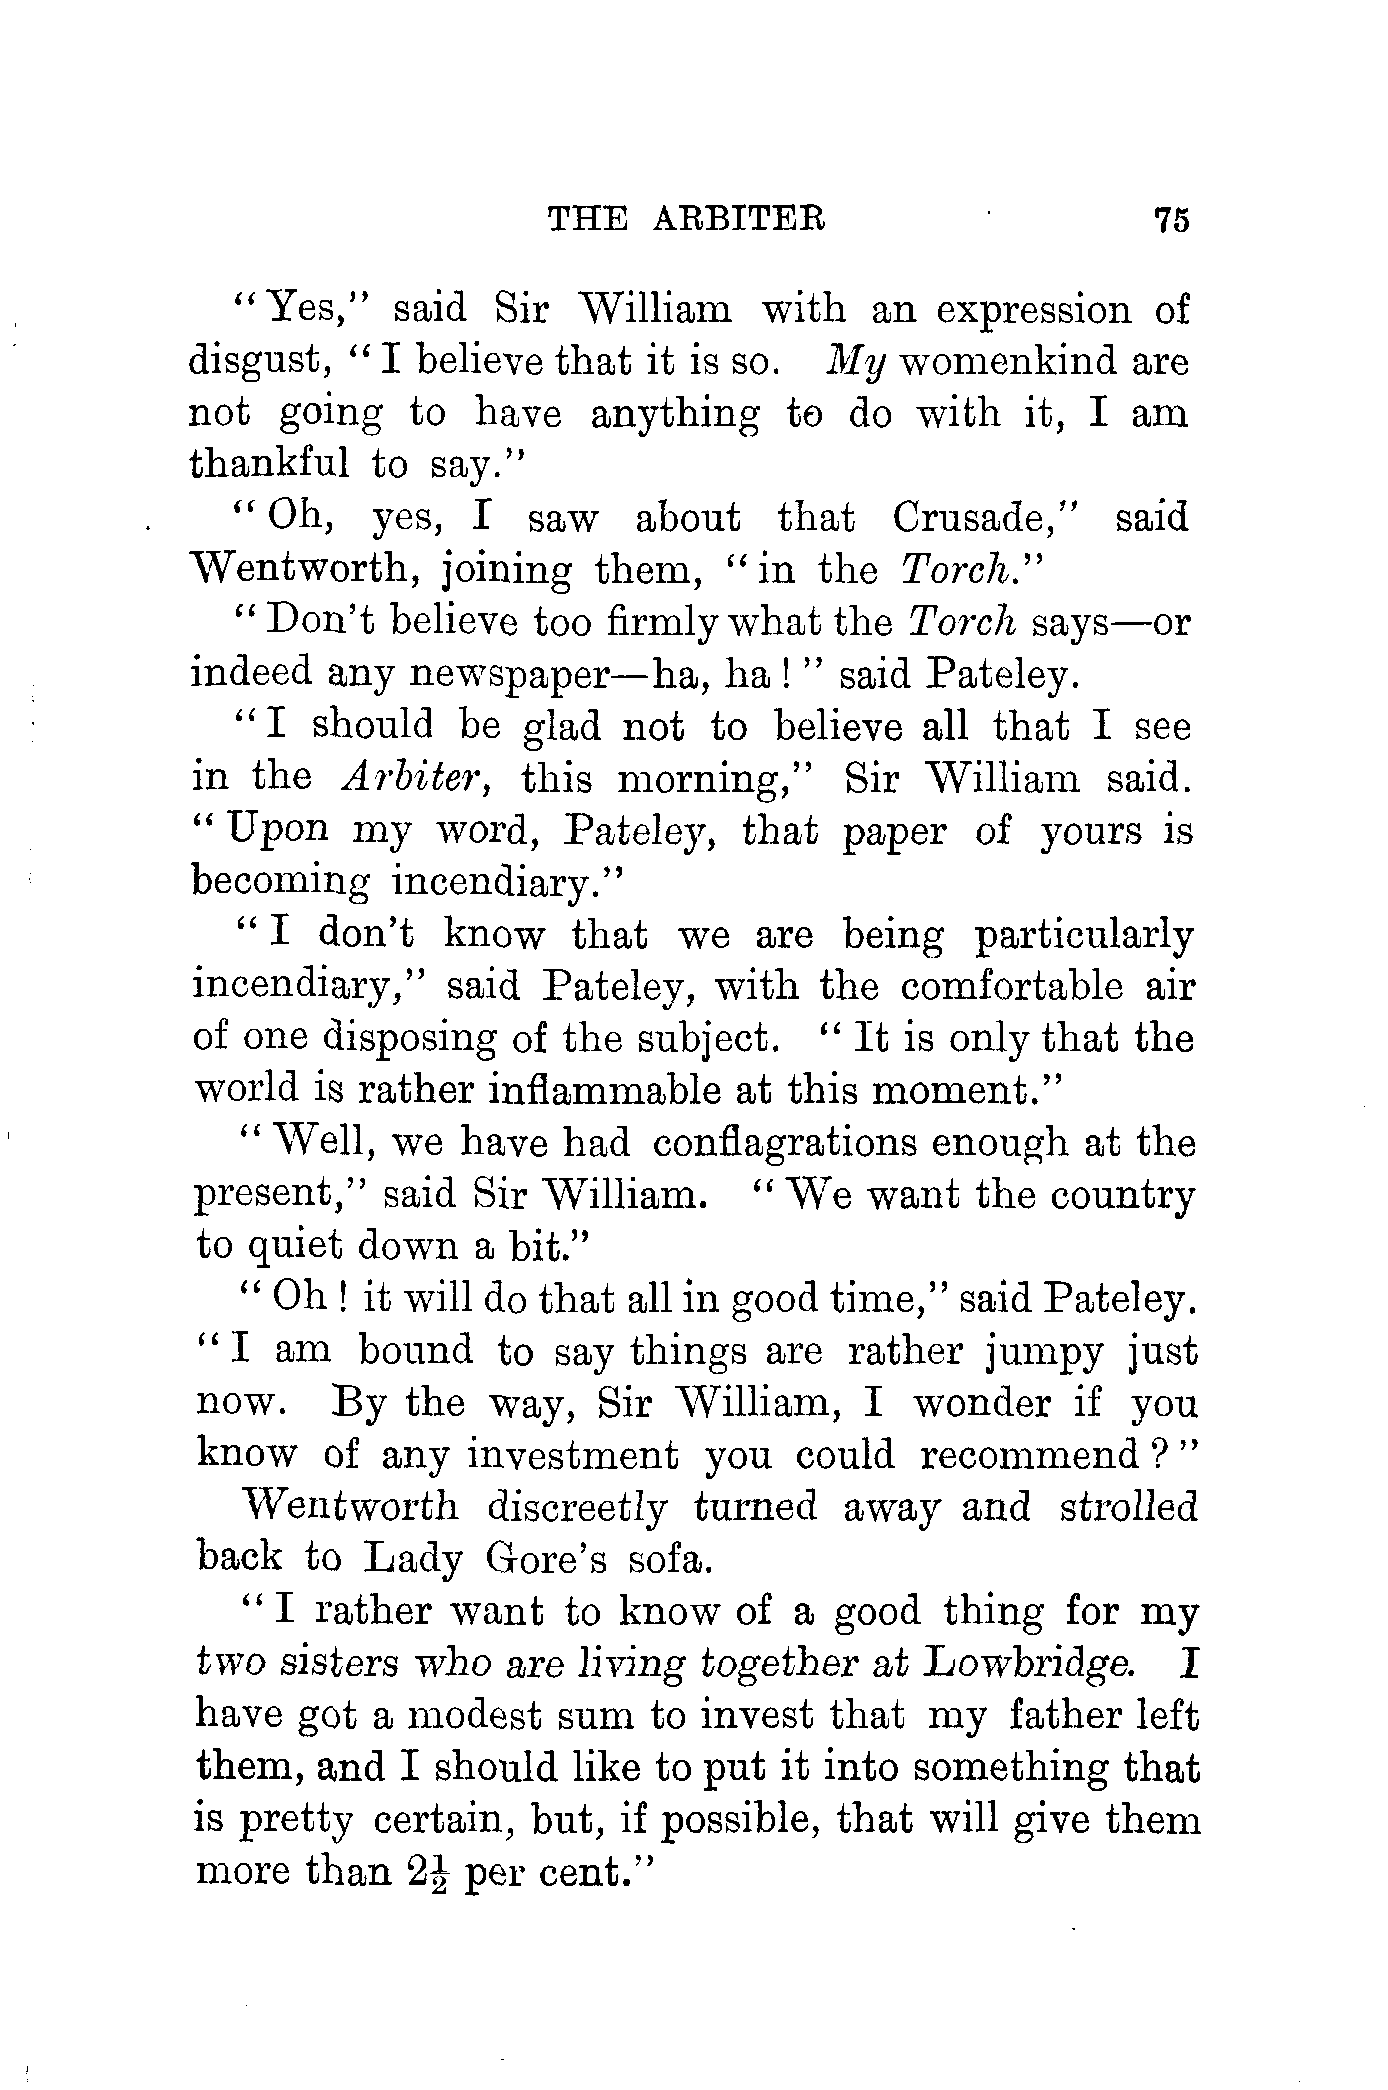 THE ARBITER 75
“Yes,” said Sir William with an expression of
disgust, “I believe that it is so. My womenkind are
not going to have anything to do with it, I am
thankful to say.”
“Oh, yes, I saw about that Crusade,” said
Wentworth, joining them, “in the Torch.”
“Don't believe too firmly what the Torch says—or
indeed any newspaper—ha, ha!” said Pateley.
“I should be glad not to believe all that I see
in the Arbiter, this morning,” Sir William said.
“Upon my word, Pateley, that paper of yours is
becoming incendiary.”
“I don't know that we are being particularly
incendiary,” said Pateley, with the comfortable air
of one disposing of the subject. “It is only that the
world is rather inflammable at this moment.”
“Well, we have had conflagrations enough at the
present,” said Sir William. “We want the country
to quiet down a bit.”
“Oh! it will do that all in good time,” said Pateley.
“I am bound to say things are rather jumpy just
now. By the way, Sir William, I wonder if you
know of any investment you could recommend?”
Wentworth discreetly turned away and strolled
back to Lady Gore's sofa.
“I rather want to know of a good thing for my
two sisters who are living together at Lowbridge. I
have got a modest sum to invest that my father left
them, and I should like to put it into something that
is pretty certain, but, if possible, that will give them
more than 2½ per cent.”